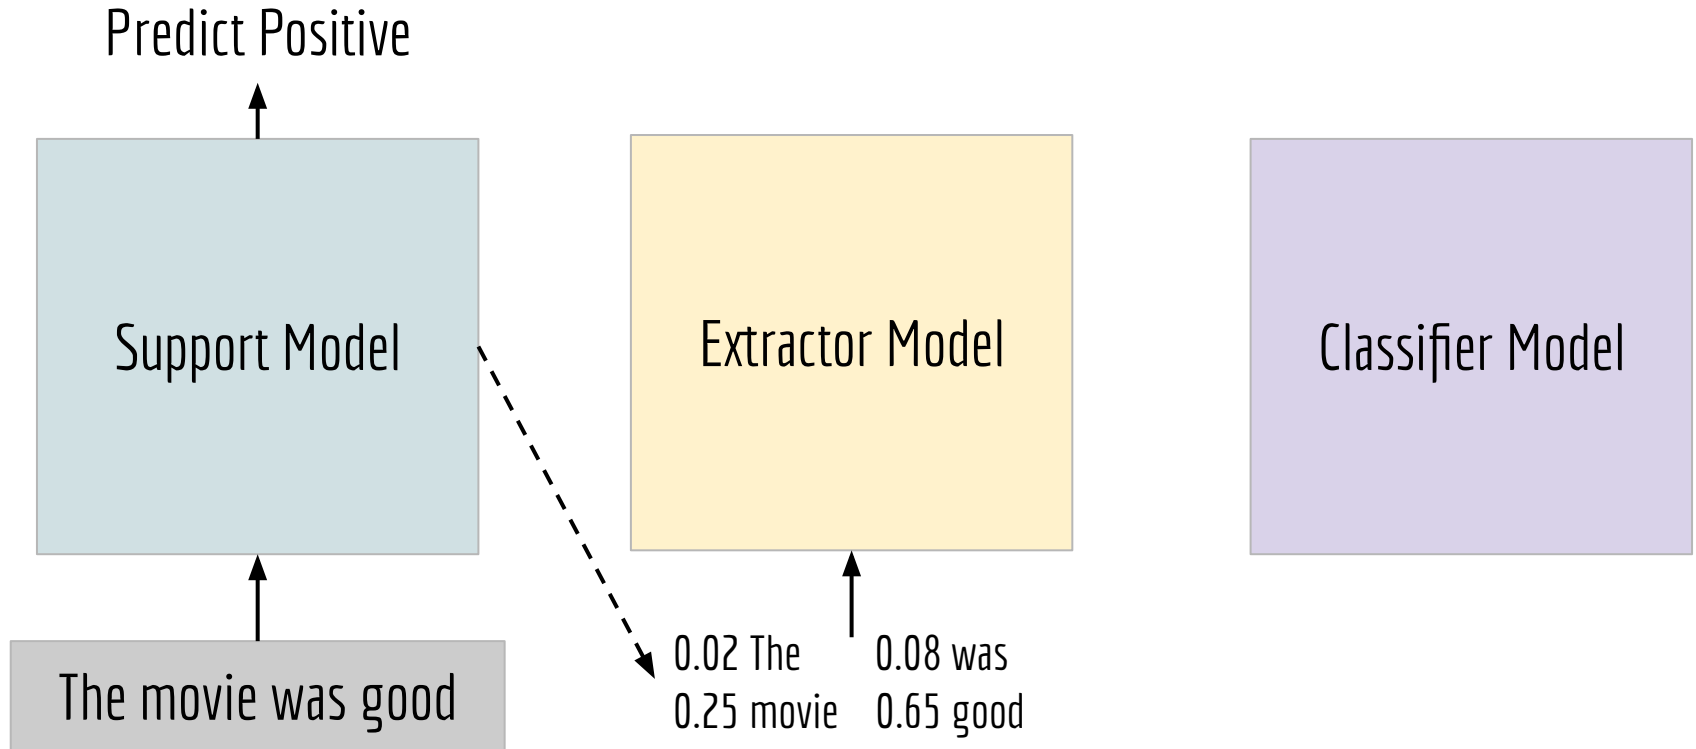 Predict Positive
Support Model
Extractor Model
Classifier Model
The movie was good
0.02 The
0.25 movie
0.08 was
0.65 good